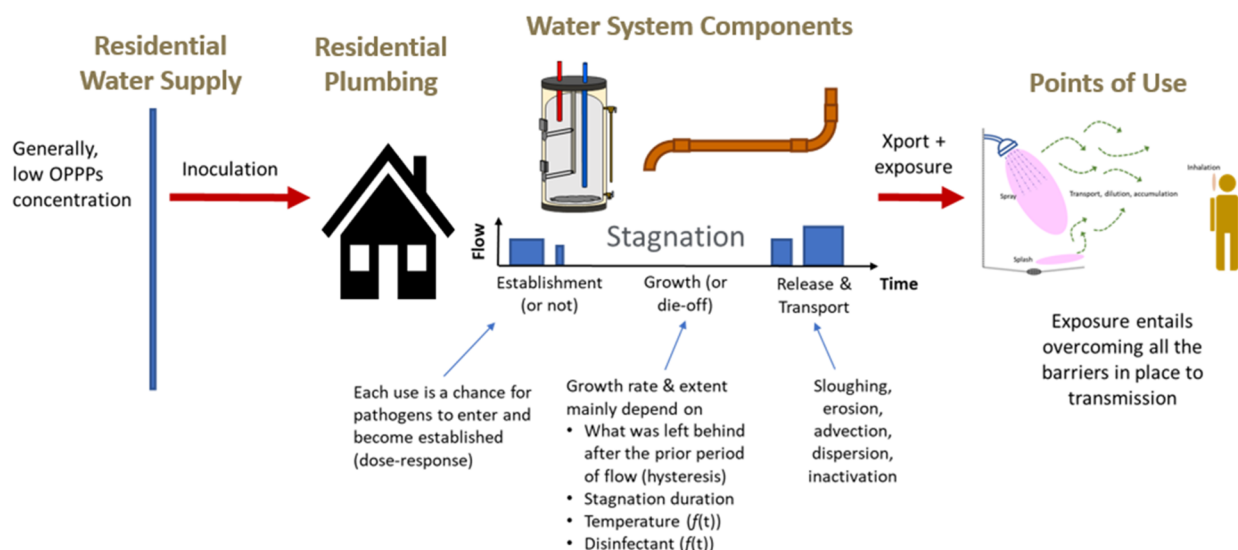 Residential
Water Supply
Generally,
low OPPPs
concentration
Inoculation
Residential
Plumbing
Water System Components
Flow
Stagnation
Time
Establishment
(or not)
Growth (or
die-off)
Release &
Transport
Each use is a chance for
pathogens to enter and
become established
(dose-response)
Growth rate & extent
mainly depend on
• What was left behind
after the prior period
of flow (hysteresis)
• Stagnation duration
• Temperature (f(t))
• Disinfectant (f(t))
Sloughing,
erosion,
advection,
dispersion,
inactivation
Xport +
exposure
Points of Use
Spray
Transport, dilution, accumulation
Inhalation
Splash
Exposure entails
overcoming all the
barriers in place to
transmission